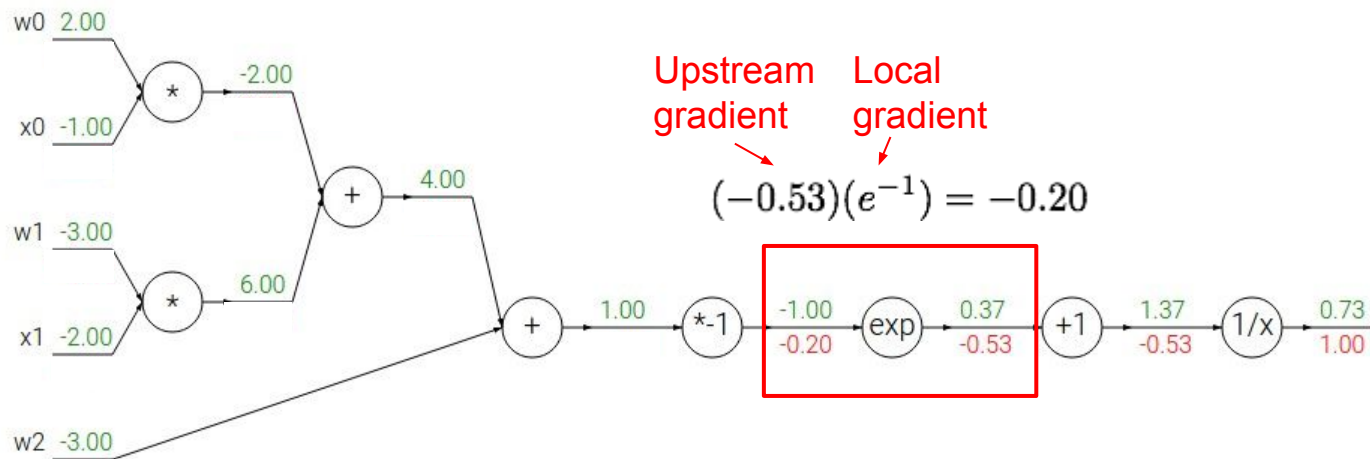 w0 2.00
-2.00
*
x0 -1.00
Upstream gradient
Local gradient
(-0.53)(e^{-1}) = -0.20
4.00
+
w1 -3.00
6.00
*
x1 -2.00
+
1.00
*-1
-1.00
-0.20
exp
0.37
-0.53
+1
1.37
-0.53
1/x
0.73
1.00
w2 -3.00